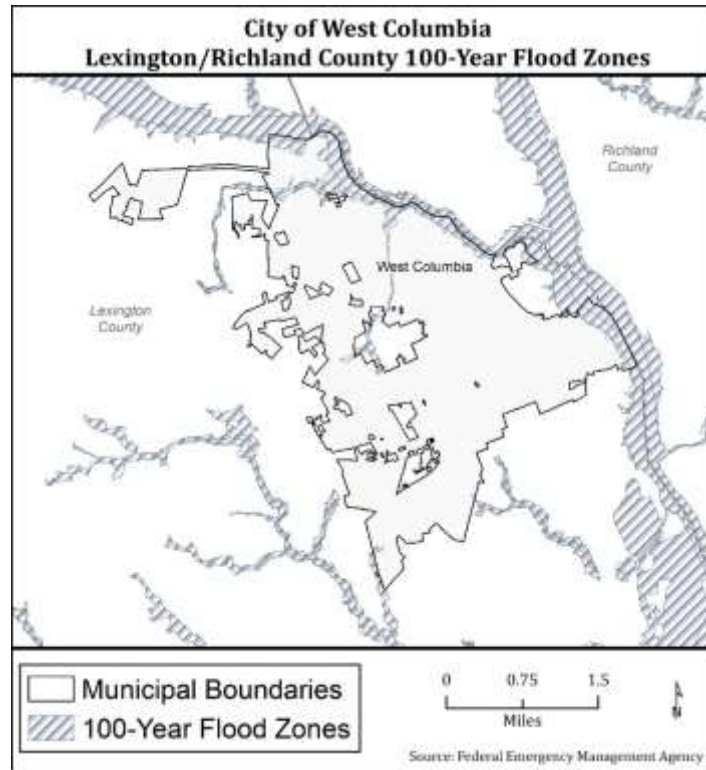 City of West Columbia
Lexington/Richland County 100-Year Flood Zones
Richland
County
West Columbia
Lexington
County
Municipal Boundaries
100-Year Flood Zones
0 0.75 1.5
Miles
N
Source: Federal Emergency Management Agency